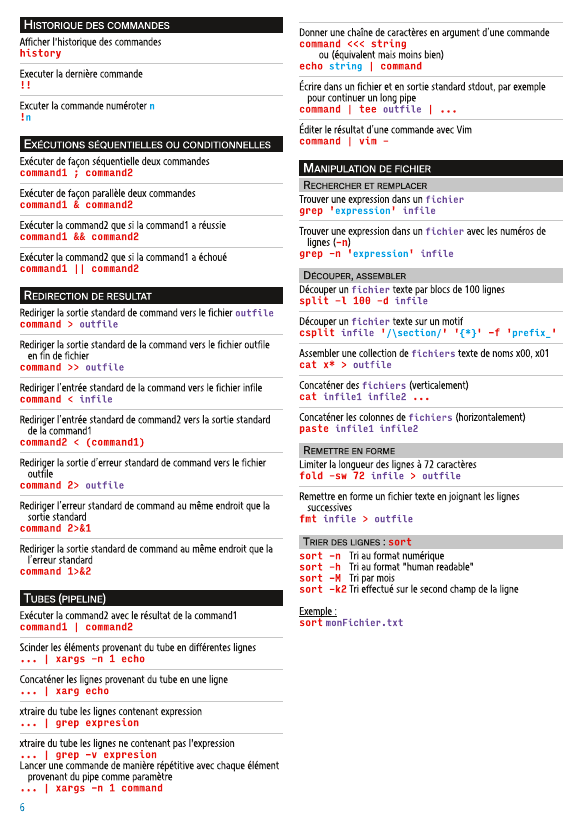 HISTORIQUE DES COMMANDES
Afficher l'historique des commandes
history
Executer la dernière commande
!!
Excuter la commande numéroter n
!n
EXÉCUTIONS SÉQUENTIELLES OU CONDITIONNELLES
Exécuter de façon séquentielle deux commandes
command1 ; command2
Exécuter de façon parallèle deux commandes
command1 & command2
Exécuter la command2 que si la command1 a réussie
command1 && command2
Exécuter la command2 que si la command1 a échoué
command1 || command2
REDIRECTION DE RESULTAT
Rediriger la sortie standard de command vers le fichier outfile
command > outfile
Rediriger la sortie standard de la command vers le fichier outfile
en fin de fichier
command >> outfile
Rediriger l'entrée standard de la command vers le fichier infile
command < infile
Rediriger l'entrée standard de command2 vers la sortie standard
de la command1
command2 < (command1)
Rediriger la sortie d'erreur standard de command vers le fichier
outfile
command 2> outfile
Rediriger l'erreur standard de command au même endroit que la
sortie standard
command 2>&1
Rediriger la sortie standard de command au même endroit que la
l'erreur standard
command 1>&2
TUBES (PIPELINE)
Exécuter la command2 avec le résultat de la command1
command1 | command2
Scinder les éléments provenant du tube en différentes lignes
... | xargs -n 1 echo
Concaténer les lignes provenant du tube en une ligne
... | xarg echo
xtraire du tube les lignes contenant expression
... | grep expresion
xtraire du tube les lignes ne contenant pas l'expression
... | grep -v expresion
Lancer une commande de manière répétitive avec chaque élément
provenant du pipe comme paramètre
... | xargs -n 1 command
6
Donner une chaîne de caractères en argument d'une commande
command <<< string
ou (équivalent mais moins bien)
echo string | command
Écrire dans un fichier et en sortie standard stdout, par exemple
pour continuer un long pipe
command | tee outfile | ...
Éditer le résultat d'une commande avec Vim
command | vim -
MANIPULATION DE FICHIER
RECHERCHER ET REMPLACER
Trouver une expression dans un fichier
grep 'expression' infile
Trouver une expression dans un fichier avec les numéros de
lignes (-n)
grep -n 'expression' infile
DÉCOUPER, ASSEMBLER
Découper un fichier texte par blocs de 100 lignes
split -l 100 -d infile
Découper un fichier texte sur un motif
csplit infile '/\section/' '{*}' -f 'prefix_'
Assembler une collection de fichiers texte de noms x00, x01
cat x* > outfile
Concaténer des fichiers (verticalement)
cat infile1 infile2 ...
Concaténer les colonnes de fichiers (horizontalement)
paste infile1 infile2
REMETTRE EN FORME
Limiter la longueur des lignes à 72 caractères
fold -sw 72 infile > outfile
Remettre en forme un fichier texte en joignant les lignes
successives
fmt infile > outfile
TRIER DES LIGNES : sort
sort -n Tri au format numérique
sort -h Tri au format "human readable"
sort -M Tri par mois
sort -k2 Tri effectué sur le second champ de la ligne
Exemple :
sort monFichier.txt